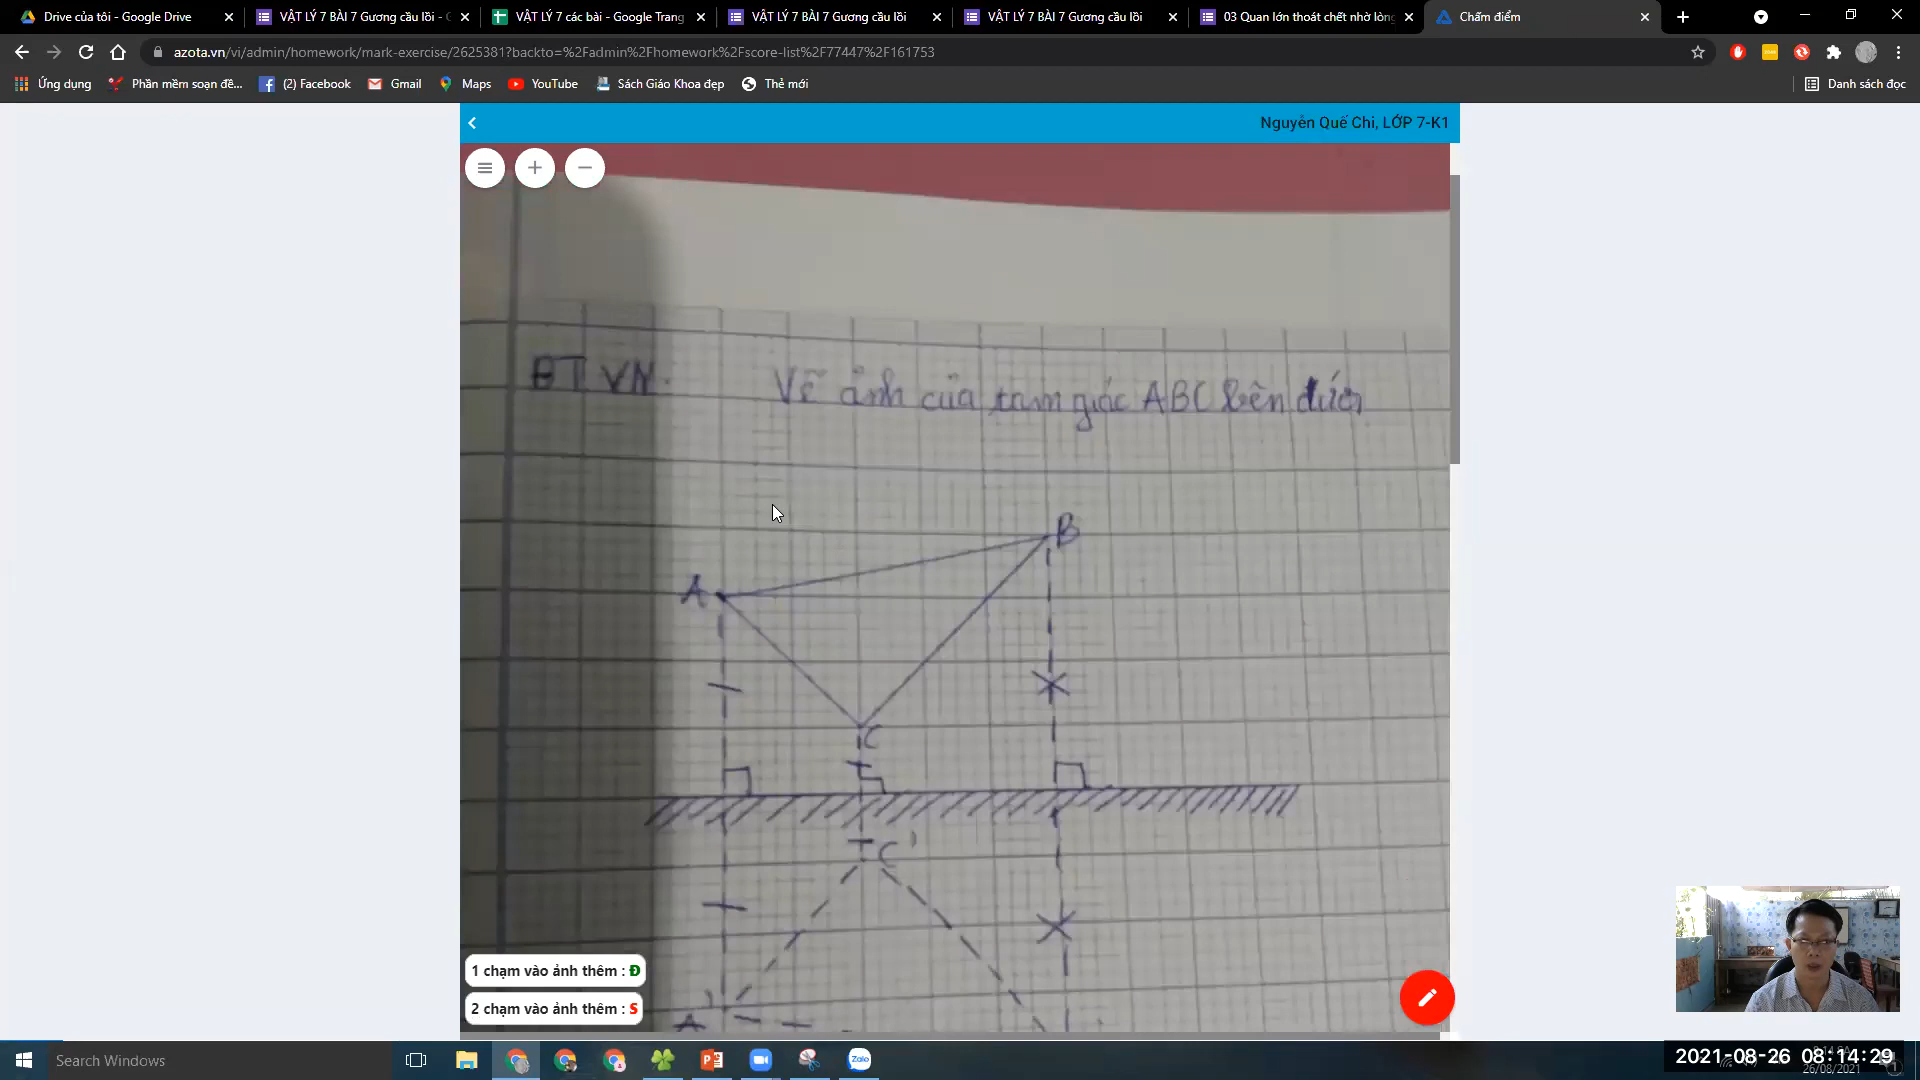 Drive của tôi - Google Drive
VẬT LÝ 7 BÀI 7 Gương cầu lồi - G
VẬT LÝ 7 các bài - Google Trang
VẬT LÝ 7 BÀI 7 Gương cầu lồi
VẬT LÝ 7 BÀI 7 Gương cầu lồi
03 Quan lớn thoát chết nhờ lòng
Chấm điểm
azota.vn/vi/admin/homework/mark-exercise/2625381?backto=%2Fadmin%2Fhomework%2Fscore-list%2F77447%2F161753
Ứng dụng
Phần mềm soạn đề...
(2) Facebook
Gmail
Maps
YouTube
Sách Giáo Khoa đẹp
Thẻ mới
Danh sách đọc
Nguyễn Quế Chi, LỚP 7-K1
BTVN.
Vẽ ảnh của tam giác ABC bên dưới
B
A
C
C'
A'
1 chạm vào ảnh thêm : Đ
2 chạm vào ảnh thêm : S
Search Windows
Zalo
2021-08-26 08:14:29
26/08/2021